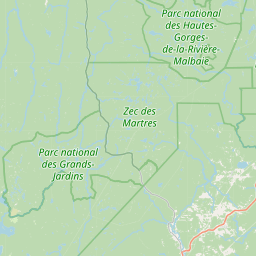 Parc national
des Hautes-
Gorges-
de-la-Rivière-
Malbaie
Zec des
Martres
Parc national
des Grands-
Jardins